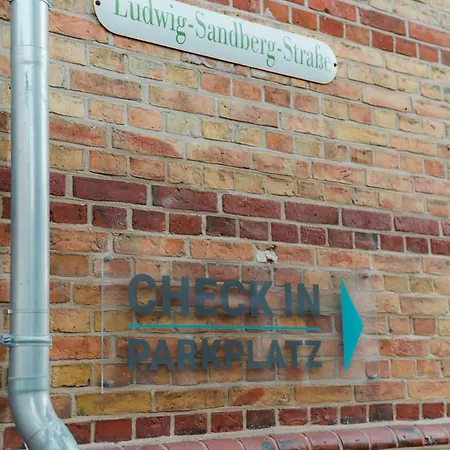 Ludwig-Sandberg-Straße
CHECK IN
PARKPLATZ